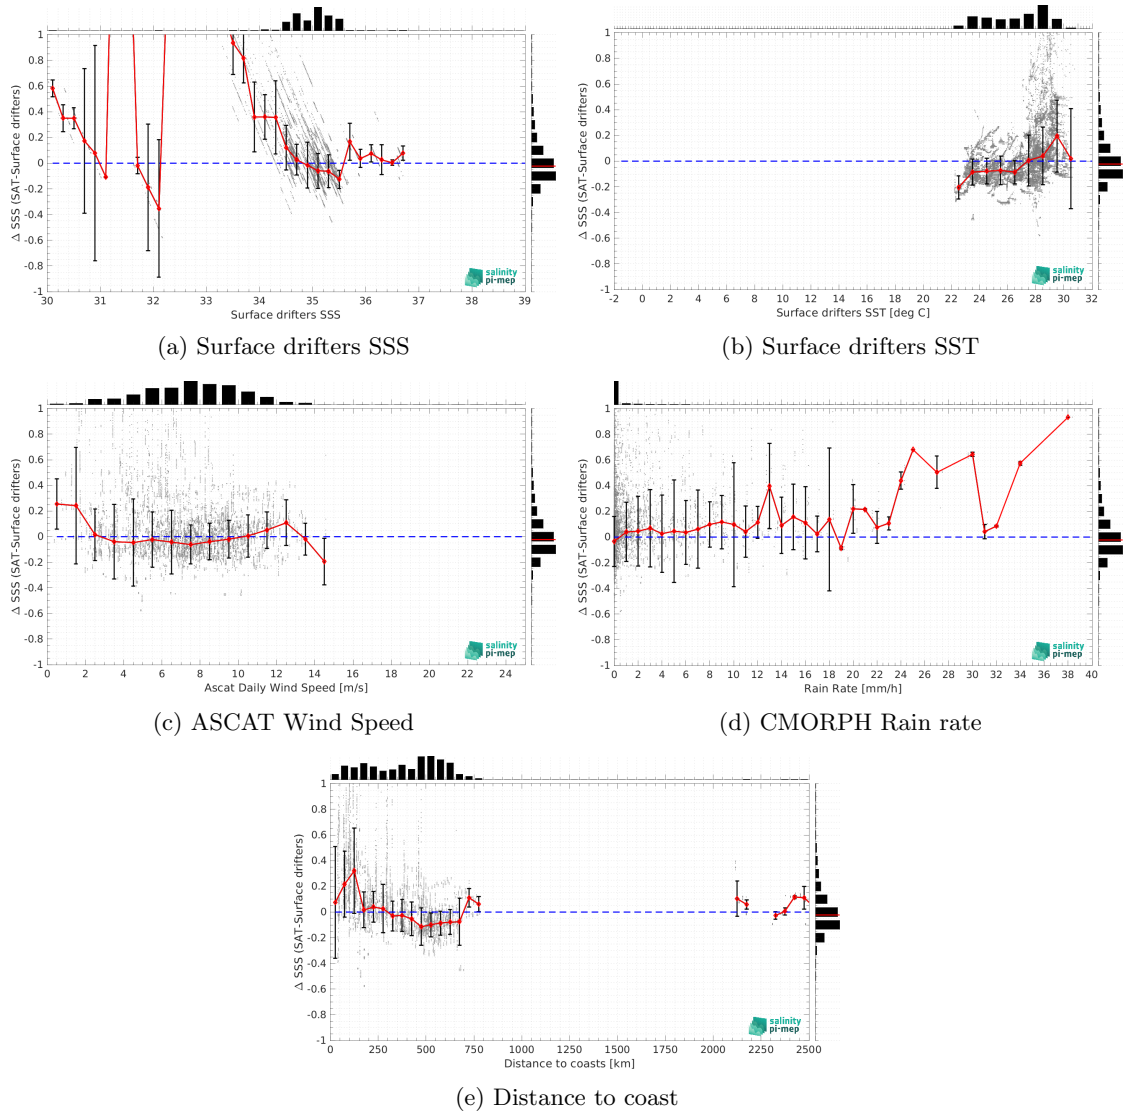 1
0.8
0.6
0.4
0.2
0
-0.2
-0.4
-0.6
-0.8
-1
Δ SSS (SAT-Surface drifters)
salinity
pi-mep
30 31 32 33 34 35 36 37 38 39
Surface drifters SSS
(a) Surface drifters SSS
1
0.8
0.6
0.4
0.2
0
-0.2
-0.4
-0.6
-0.8
-1
Δ SSS (SAT-Surface drifters)
salinity
pi-mep
-2 0 2 4 6 8 10 12 14 16 18 20 22 24 26 28 30 32
Surface drifters SST [deg C]
(b) Surface drifters SST
1
0.8
0.6
0.4
0.2
0
-0.2
-0.4
-0.6
-0.8
-1
Δ SSS (SAT-Surface drifters)
salinity
pi-mep
0 2 4 6 8 10 12 14 16 18 20 22 24
Ascat Daily Wind Speed [m/s]
(c) ASCAT Wind Speed
1
0.8
0.6
0.4
0.2
0
-0.2
-0.4
-0.6
-0.8
-1
Δ SSS (SAT-Surface drifters)
salinity
pi-mep
0 2 4 6 8 10 12 14 16 18 20 22 24 26 28 30 32 34 36 38 40
Rain Rate [mm/h]
(d) CMORPH Rain rate
1
0.8
0.6
0.4
0.2
0
-0.2
-0.4
-0.6
-0.8
-1
Δ SSS (SAT-Surface drifters)
salinity
pi-mep
0 250 500 750 1000 1250 1500 1750 2000 2250 2500
Distance to coasts [km]
(e) Distance to coast